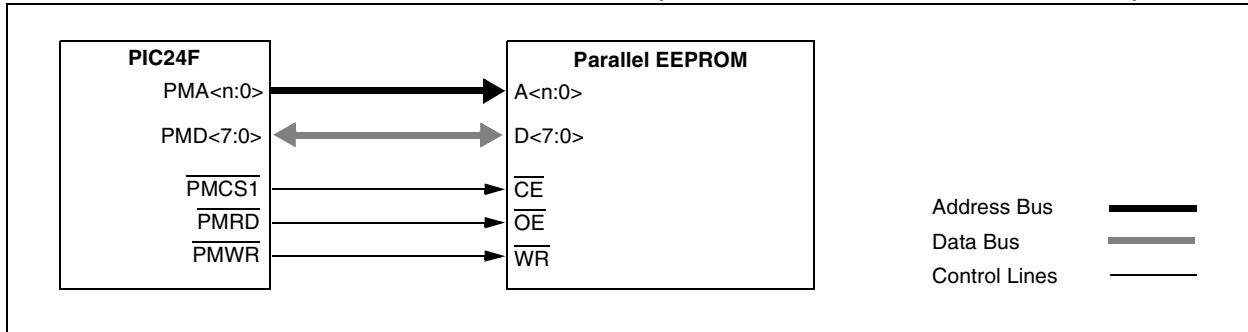 PIC24F
Parallel EEPROM
PMA<n:0>
A<n:0>
PMD<7:0>
D<7:0>
PMCS1
CE
PMRD
OE
PMWR
WR
Address Bus
Data Bus
Control Lines